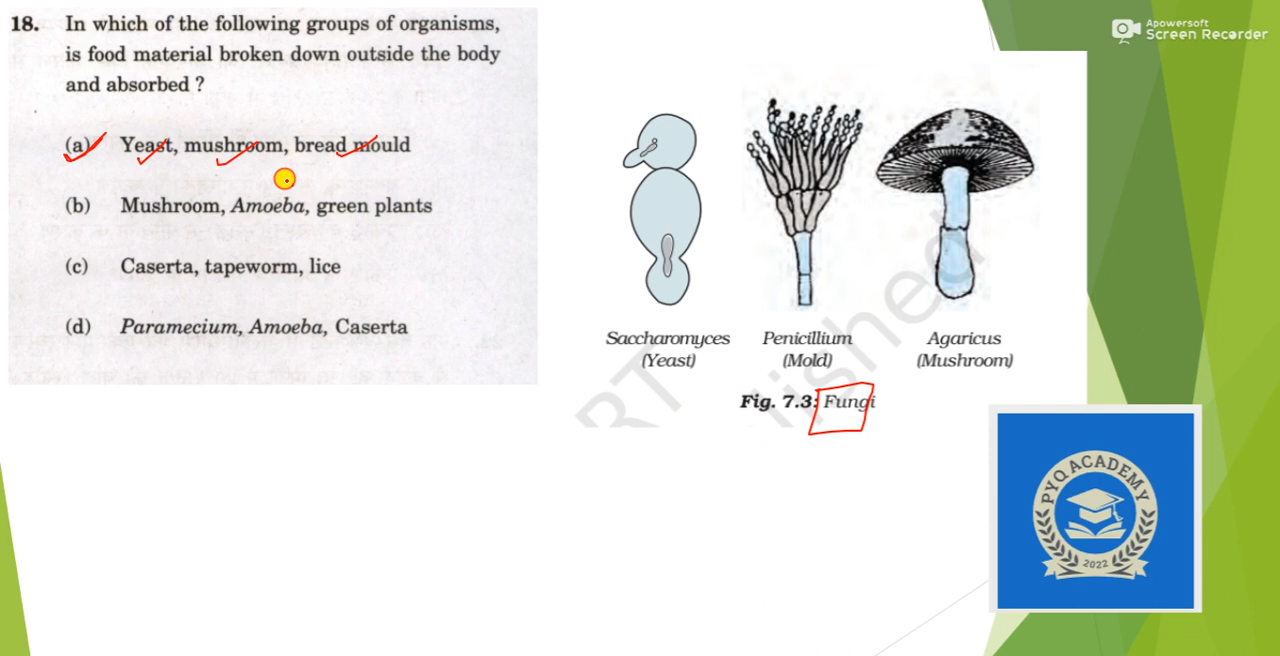 18. In which of the following groups of organisms,
is food material broken down outside the body
and absorbed ?
(a) Yeast, mushroom, bread mould
(b) Mushroom, Amoeba, green plants
(c) Caserta, tapeworm, lice
(d) Paramecium, Amoeba, Caserta
Saccharomyces
(Yeast)
Penicillium
(Mold)
Agaricus
(Mushroom)
Fig. 7.3: Fungi
Apowersoft
Screen Recorder
PYQ ACADEMY
2022